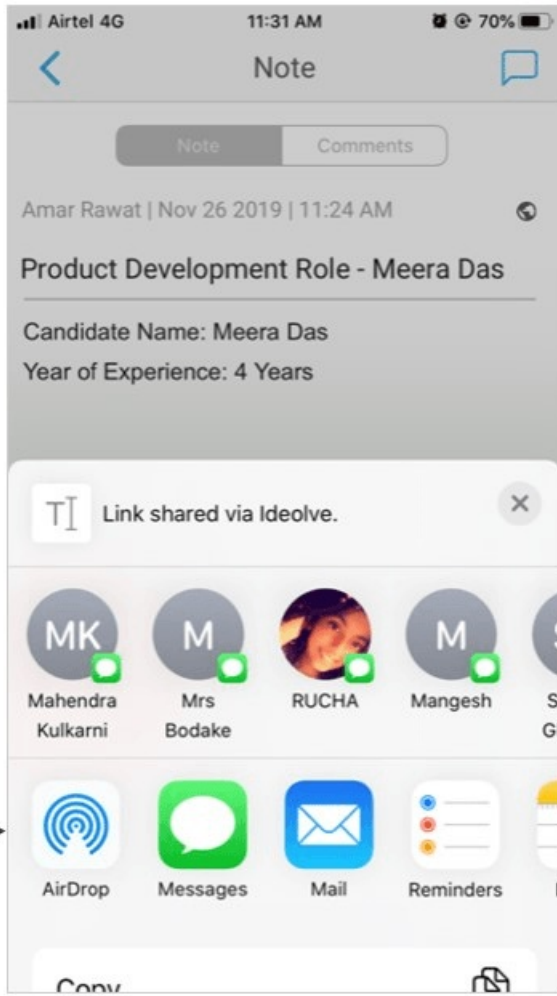 Airtel 4G 11:31 AM 70%
Note
Note Comments
Amar Rawat | Nov 26 2019 | 11:24 AM
Product Development Role - Meera Das
Candidate Name: Meera Das
Year of Experience: 4 Years
T Link shared via Ideolve.
MK M M
Mahendra Mrs RUCHA Mangesh
Kulkarni Bodake
AirDrop Messages Mail Reminders
Copy